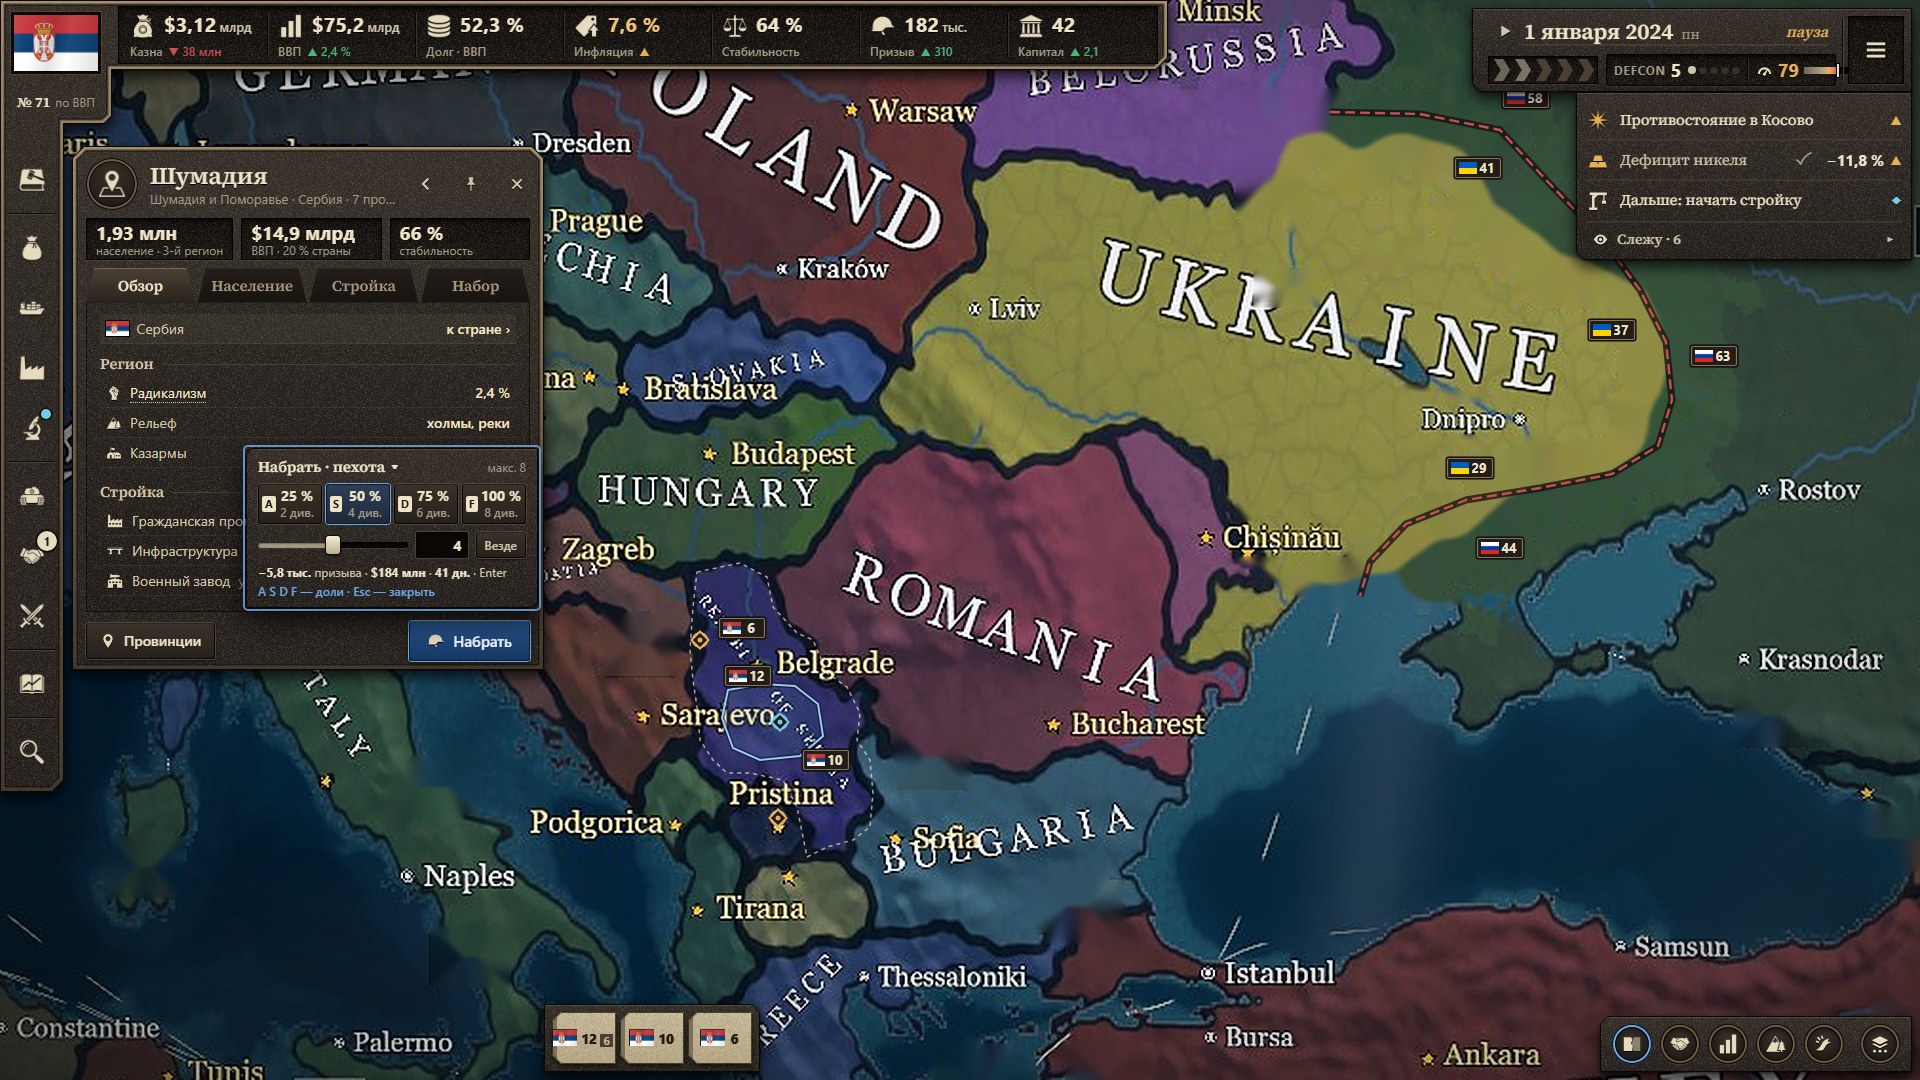 $3,12 млрд
Казна ▼ 38 млн
$75,2 млрд
ВВП ▲ 2,4 %
52,3 %
Долг · ВВП
7,6 %
Инфляция ▲
64 %
Стабильность
182 тыс.
Призыв ▲ 310
42
Капитал ▲ 2,1
№ 71 по ВВП
1 января 2024 пн
пауза
DEFCON 5
79
Противостояние в Косово
Дефицит никеля
−11,8 %
Дальше: начать стройку
Слежу · 6
Шумадия
Шумадия и Поморавье · Сербия · 7 про...
1,93 млн
население · 3-й регион
$14,9 млрд
ВВП · 20 % страны
66 %
стабильность
Обзор
Население
Стройка
Набор
Сербия
к стране ›
Регион
Радикализм
2,4 %
Рельеф
холмы, реки
Казармы
Стройка
Гражданская про
Инфраструктура
Военный завод
Набрать · пехота
макс. 8
A 25 %
2 див.
S 50 %
4 див.
D 75 %
6 див.
F 100 %
8 див.
4
Везде
−5,8 тыс. призыва · $184 млн · 41 дн. · Enter
A S D F — доли · Esc — закрыть
Провинции
Набрать
Minsk
BELORUSSIA
OLAND
Warsaw
Dresden
Prague
CHIA
Kraków
Lviv
UKRAINE
Dnipro
SLOVAKIA
Bratislava
na
Budapest
HUNGARY
Zagreb
Chișinău
ROMANIA
Belgrade
Sarajevo
Bucharest
Pristina
Podgorica
Sofia
BULGARIA
Tirana
TALY
Naples
Palermo
Constantine
Tunis
Thessaloniki
REECE
Istanbul
Bursa
Samsun
Ankara
Rostov
Krasnodar
58
41
37
63
29
44
6
12
10
12 6
10
6